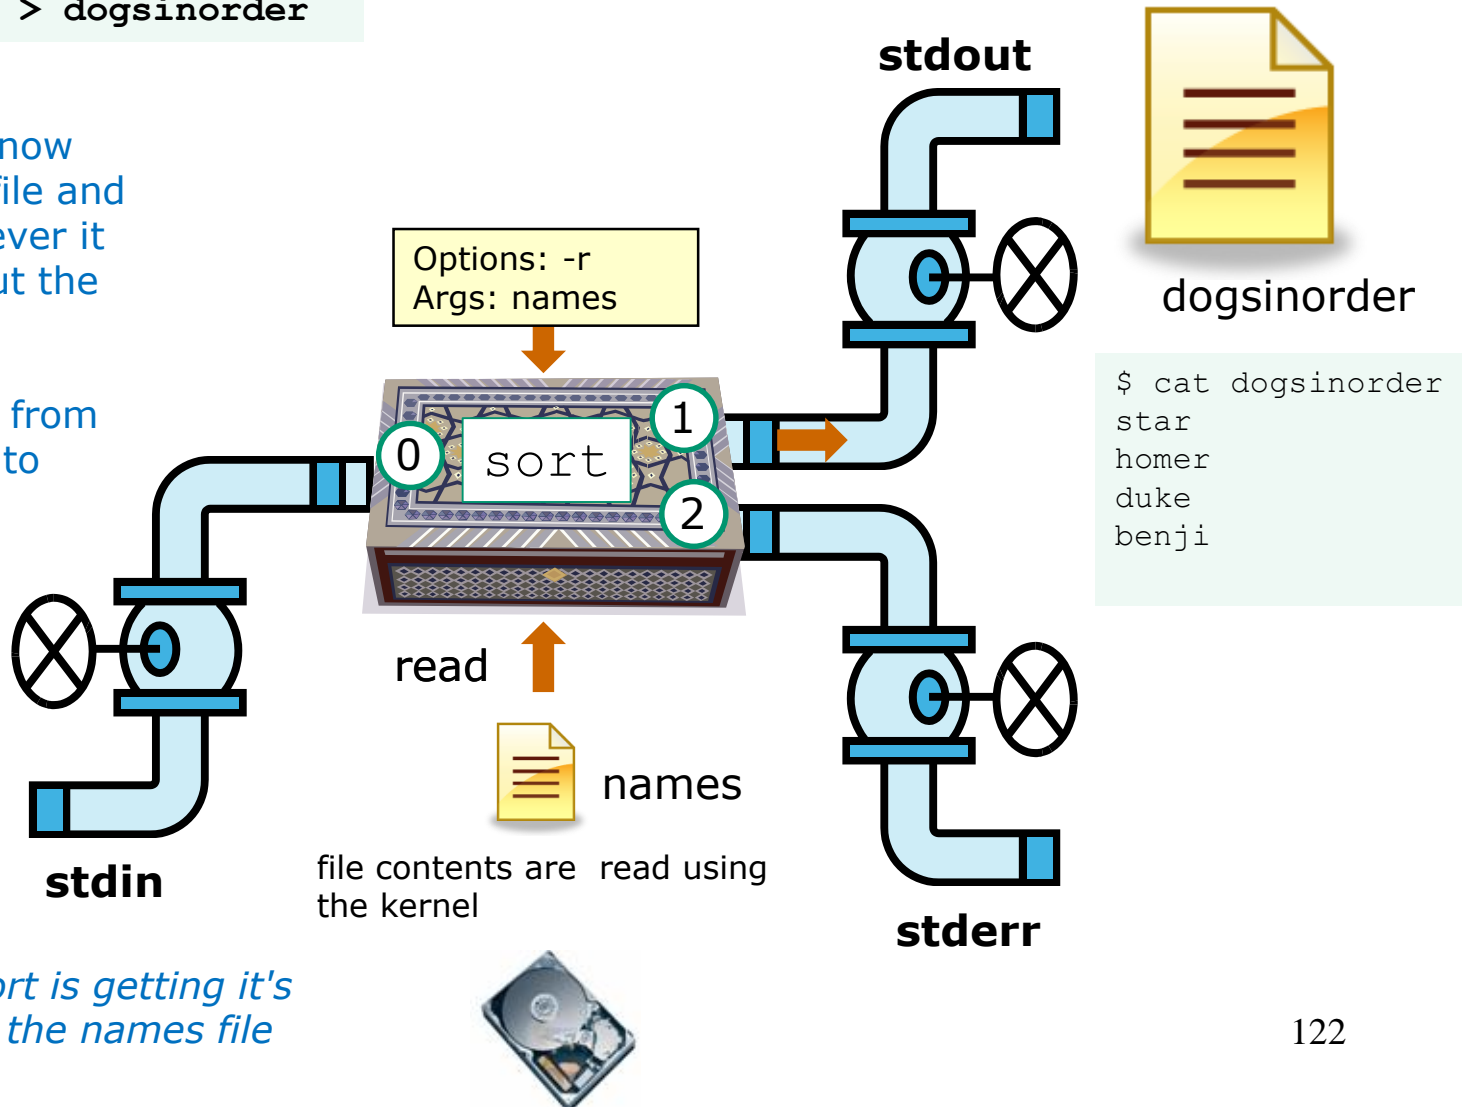 > dogsinorder
now
file and
ever it
ut the
from
to
stdout
Options: -r
Args: names
dogsinorder
$ cat dogsinorder
star
homer
duke
benji
0
sort
1
2
read
names
file contents are  read using
the kernel
stdin
stderr
ort is getting it's
the names file
122